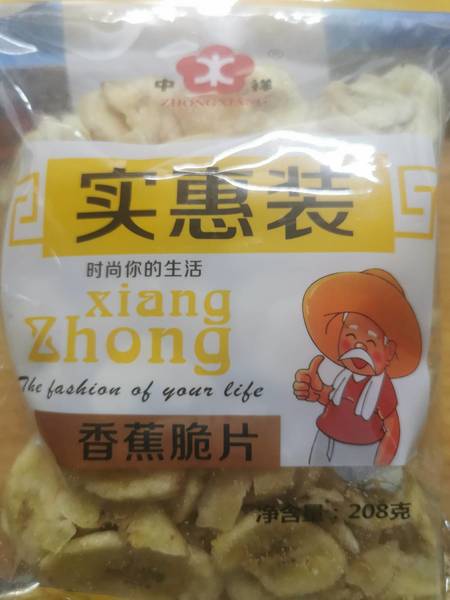 中祥®
ZHONGXIANG
实惠装
时尚你的生活
xiang
Zhong
The fashion of your life
香蕉脆片
净含量：208克